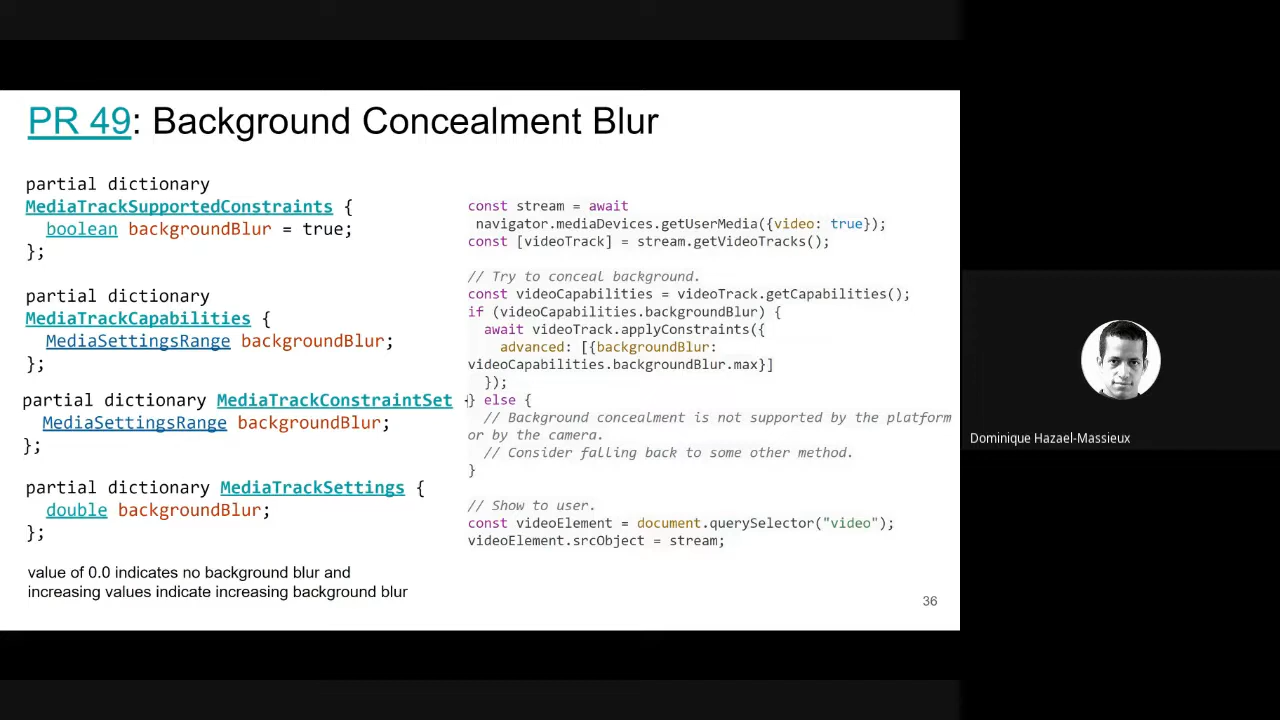 PR 49: Background Concealment Blur
partial dictionary
MediaTrackSupportedConstraints {
boolean backgroundBlur = true;
};
partial dictionary
MediaTrackCapabilities {
MediaSettingsRange backgroundBlur;
};
partial dictionary MediaTrackConstraintSet {
MediaSettingsRange backgroundBlur;
};
partial dictionary MediaTrackSettings {
double backgroundBlur;
};
value of 0.0 indicates no background blur and
increasing values indicate increasing background blur
const stream = await
navigator.mediaDevices.getUserMedia({video: true});
const [videoTrack] = stream.getVideoTracks();
// Try to conceal background.
const videoCapabilities = videoTrack.getCapabilities();
if (videoCapabilities.backgroundBlur) {
await videoTrack.applyConstraints({
advanced: [{backgroundBlur:
videoCapabilities.backgroundBlur.max}]
});
} else {
// Background concealment is not supported by the platform
or by the camera.
// Consider falling back to some other method.
}
// Show to user.
const videoElement = document.querySelector("video");
videoElement.srcObject = stream;
36
Dominique Hazael-Massieux